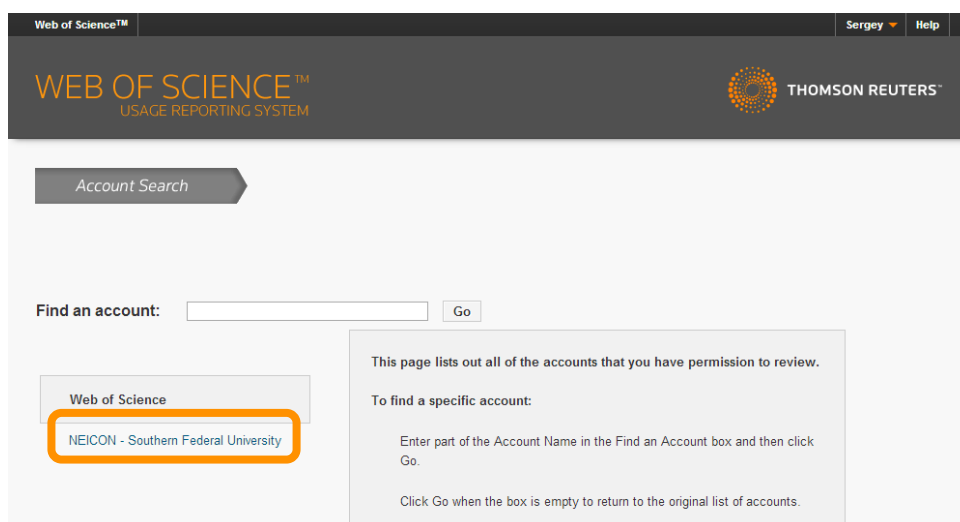 Web of Science™
Sergey
Help
WEB OF SCIENCE™
USAGE REPORTING SYSTEM
THOMSON REUTERS™
Account Search
Find an account:
Go
This page lists out all of the accounts that you have permission to review.
Web of Science
To find a specific account:
NEICON - Southern Federal University
Enter part of the Account Name in the Find an Account box and then click
Go.
Click Go when the box is empty to return to the original list of accounts.